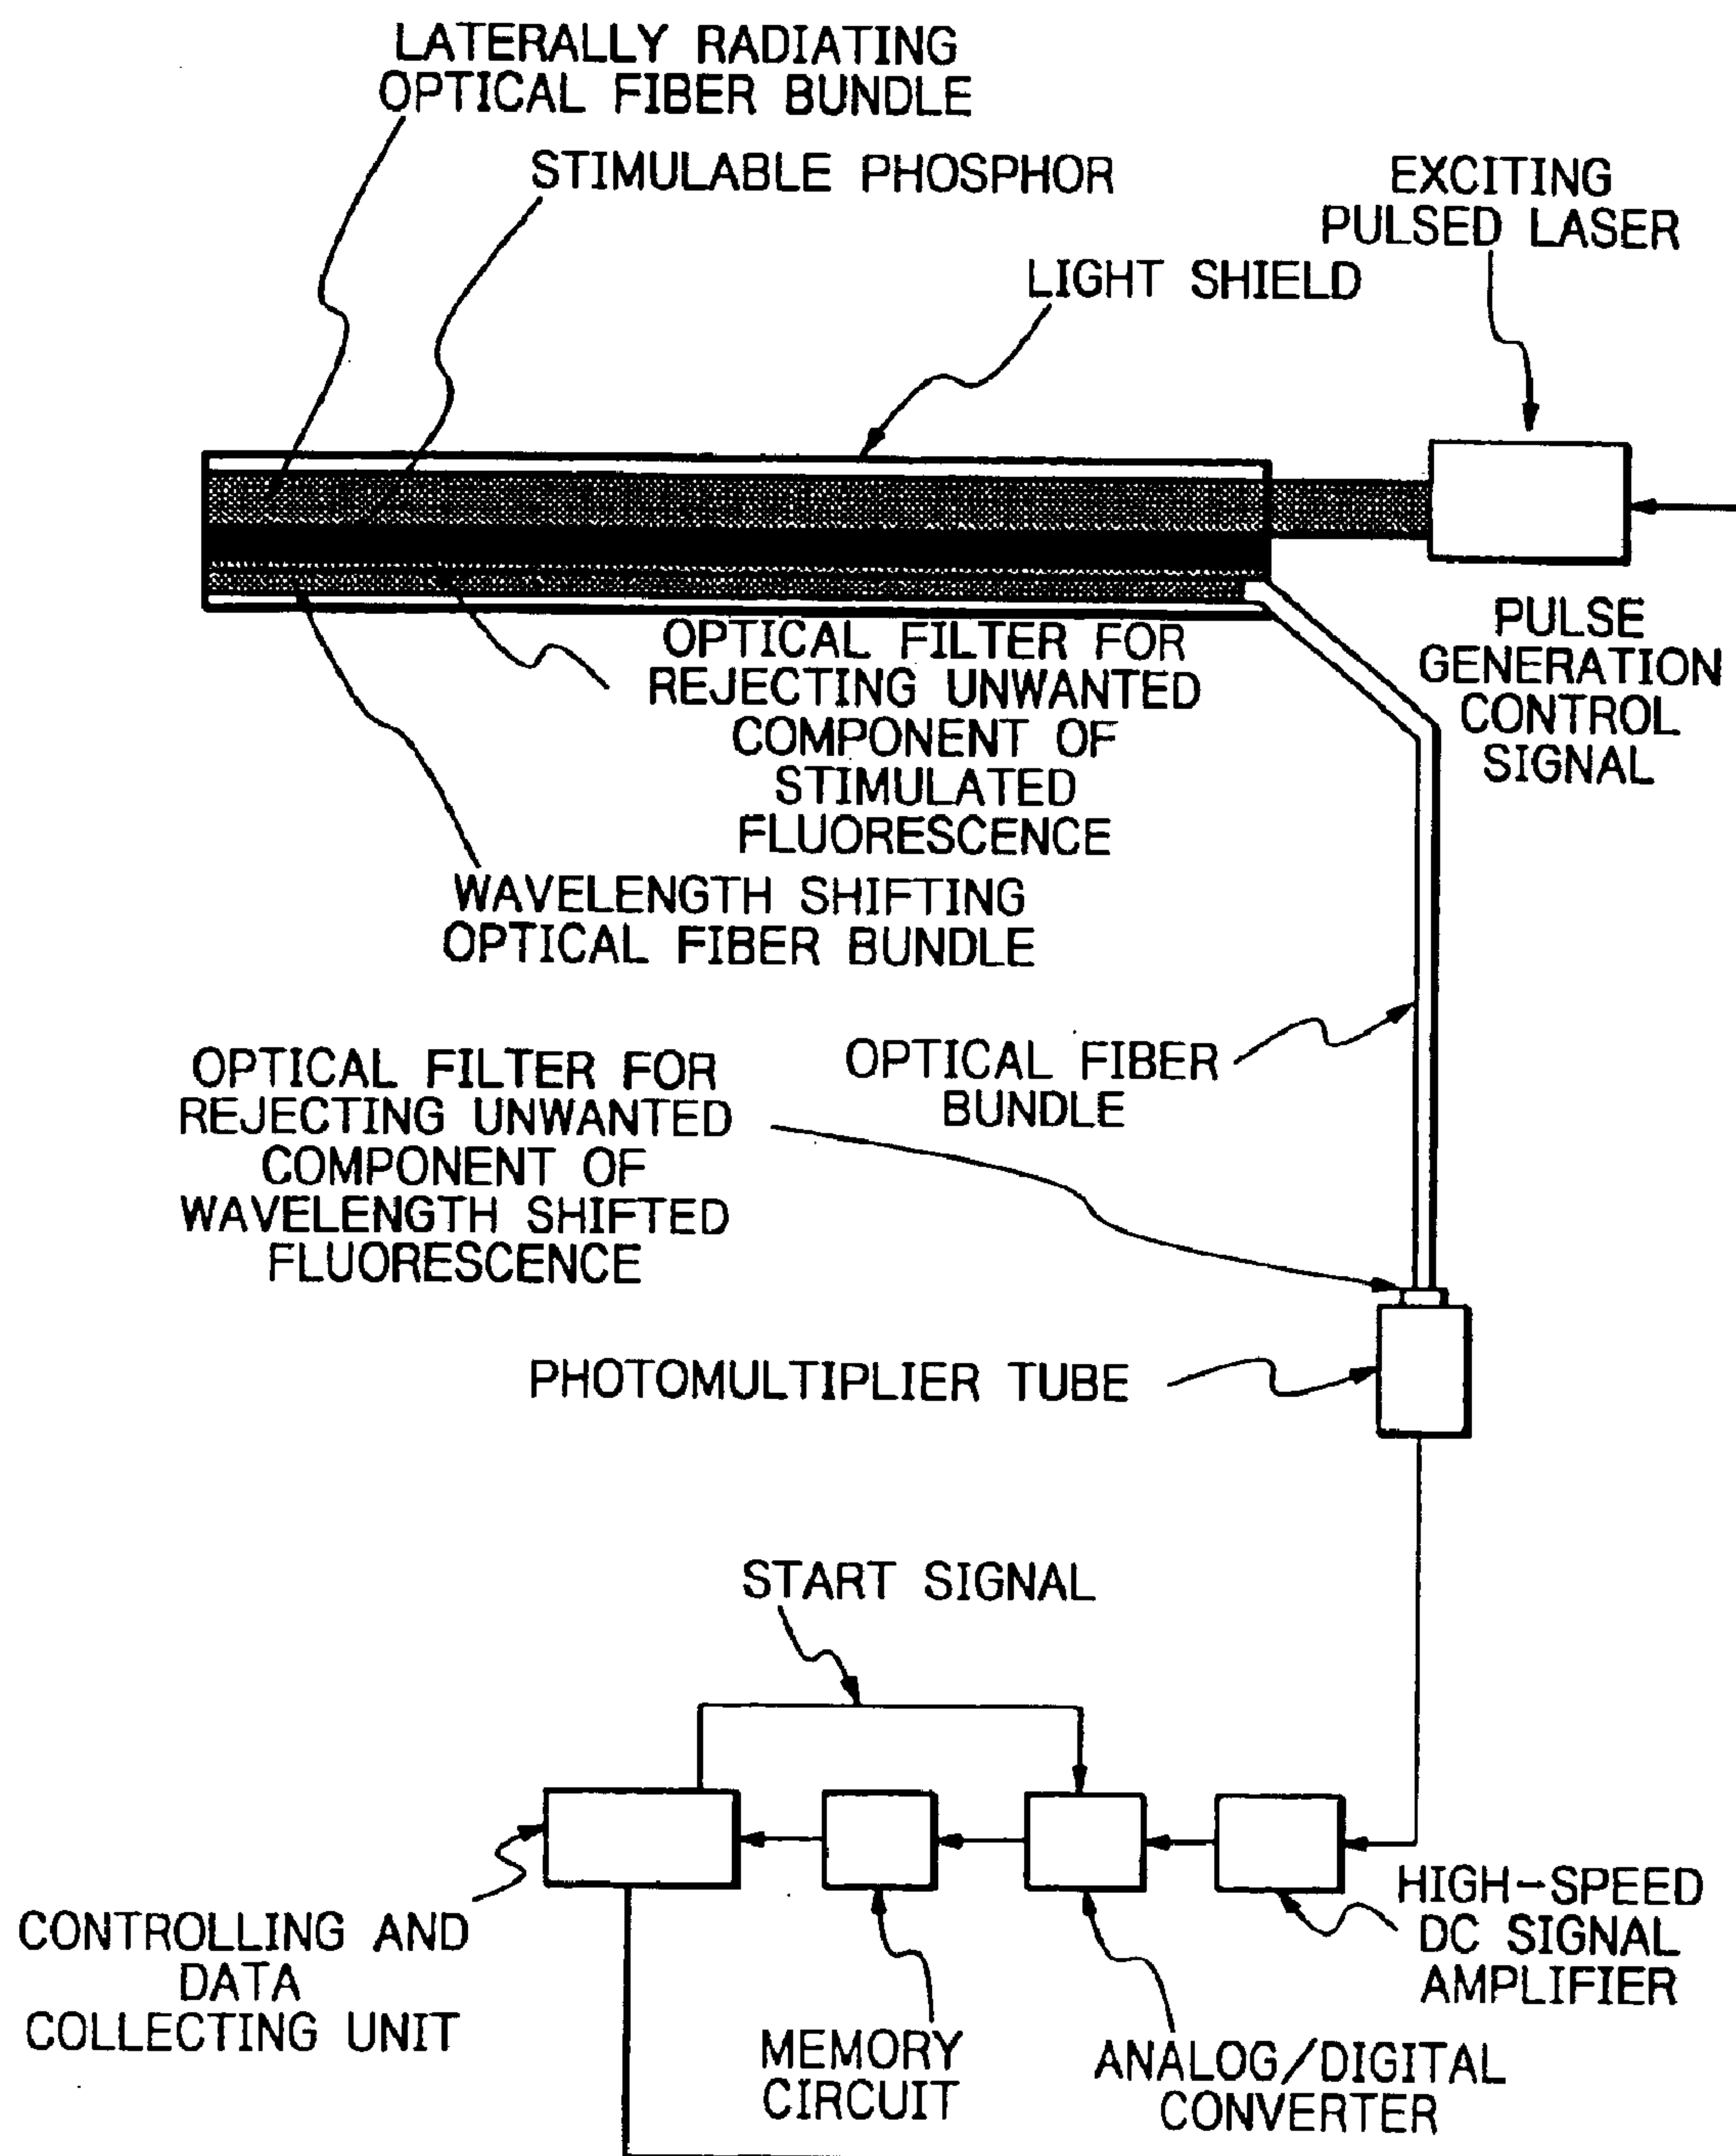 LATERALLY RADIATING
OPTICAL FIBER BUNDLE
STIMULABLE PHOSPHOR
EXCITING
PULSED LASER
LIGHT SHIELD
PULSE
GENERATION
CONTROL
SIGNAL
OPTICAL FILTER FOR
REJECTING UNWANTED
COMPONENT OF
STIMULATED
FLUORESCENCE
WAVELENGTH SHIFTING
OPTICAL FIBER BUNDLE
OPTICAL FILTER FOR
REJECTING UNWANTED
COMPONENT OF
WAVELENGTH SHIFTED
FLUORESCENCE
OPTICAL FIBER
BUNDLE
PHOTOMULTIPLIER TUBE
START SIGNAL
CONTROLLING AND
DATA
COLLECTING UNIT
MEMORY
CIRCUIT
ANALOG/DIGITAL
CONVERTER
HIGH-SPEED
DC SIGNAL
AMPLIFIER